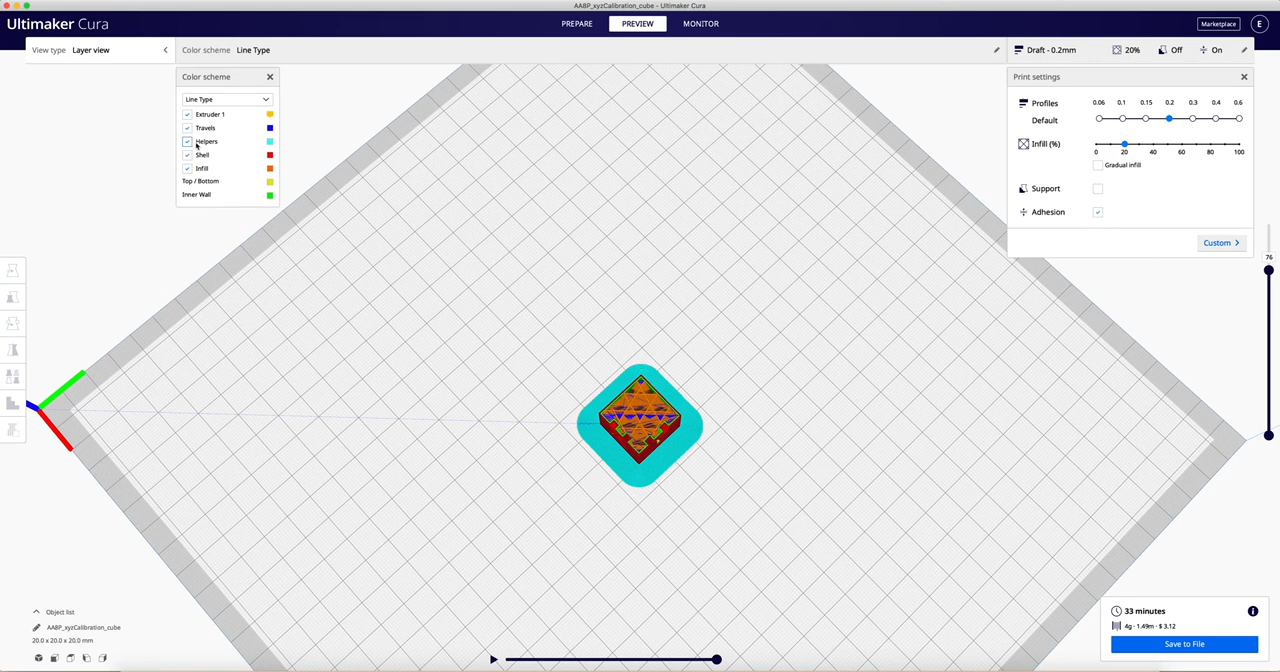 AABP_xyzCalibration_cube - Ultimaker Cura
Ultimaker Cura
PREPARE
PREVIEW
MONITOR
Marketplace
E
View type Layer view
Color scheme Line Type
Draft - 0.2mm
20%
Off
On
Color scheme
Line Type
Extruder 1
Travels
Helpers
Shell
Infill
Top / Bottom
Inner Wall
Print settings
Profiles 0.06 0.1 0.15 0.2 0.3 0.4 0.6
Default
Infill (%)
0 20 40 60 80 100
Gradual infill
Support
Adhesion
Custom
76
Object list
AABP_xyzCalibration_cube
20.0 x 20.0 x 20.0 mm
33 minutes
4g · 1.49m · $ 3.12
Save to File